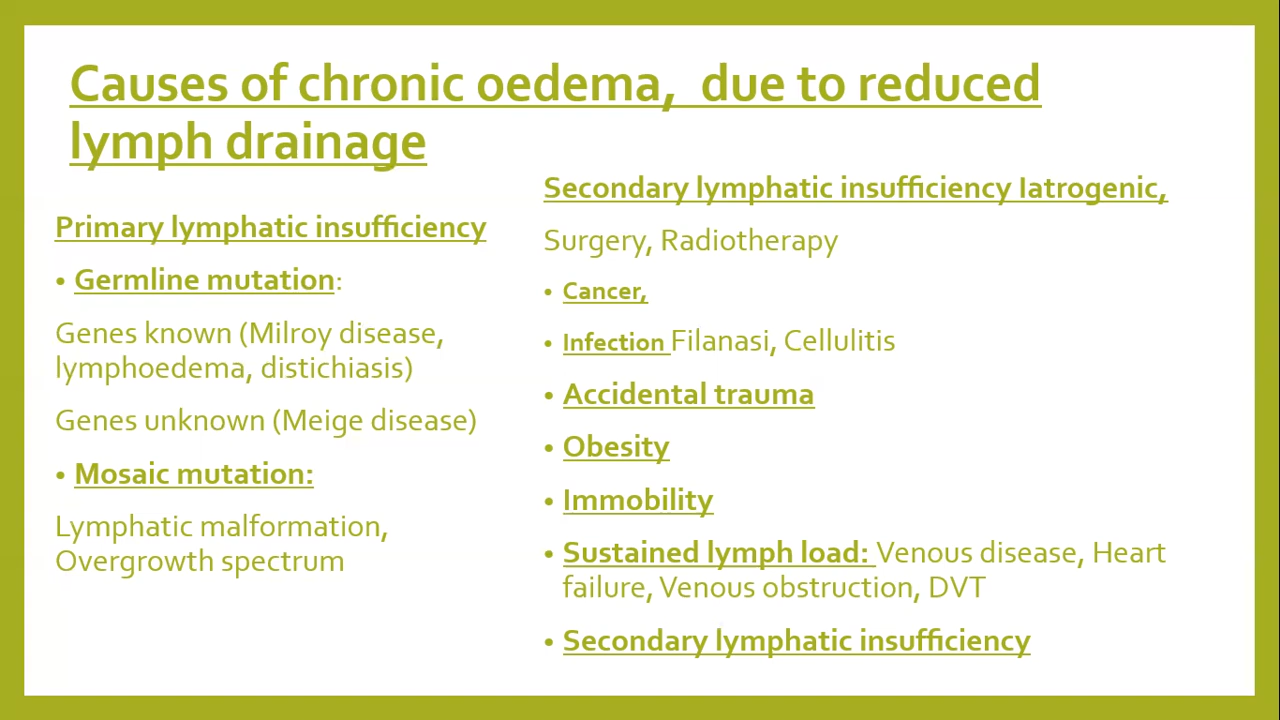 Causes of chronic oedema,  due to reduced
lymph drainage
Primary lymphatic insufficiency
• Germline mutation:
Genes known (Milroy disease,
lymphoedema, distichiasis)
Genes unknown (Meige disease)
• Mosaic mutation:
Lymphatic malformation,
Overgrowth spectrum
Secondary lymphatic insufficiency Iatrogenic,
Surgery, Radiotherapy
• Cancer,
• Infection Filanasi, Cellulitis
• Accidental trauma
• Obesity
• Immobility
• Sustained lymph load: Venous disease, Heart
failure, Venous obstruction, DVT
• Secondary lymphatic insufficiency